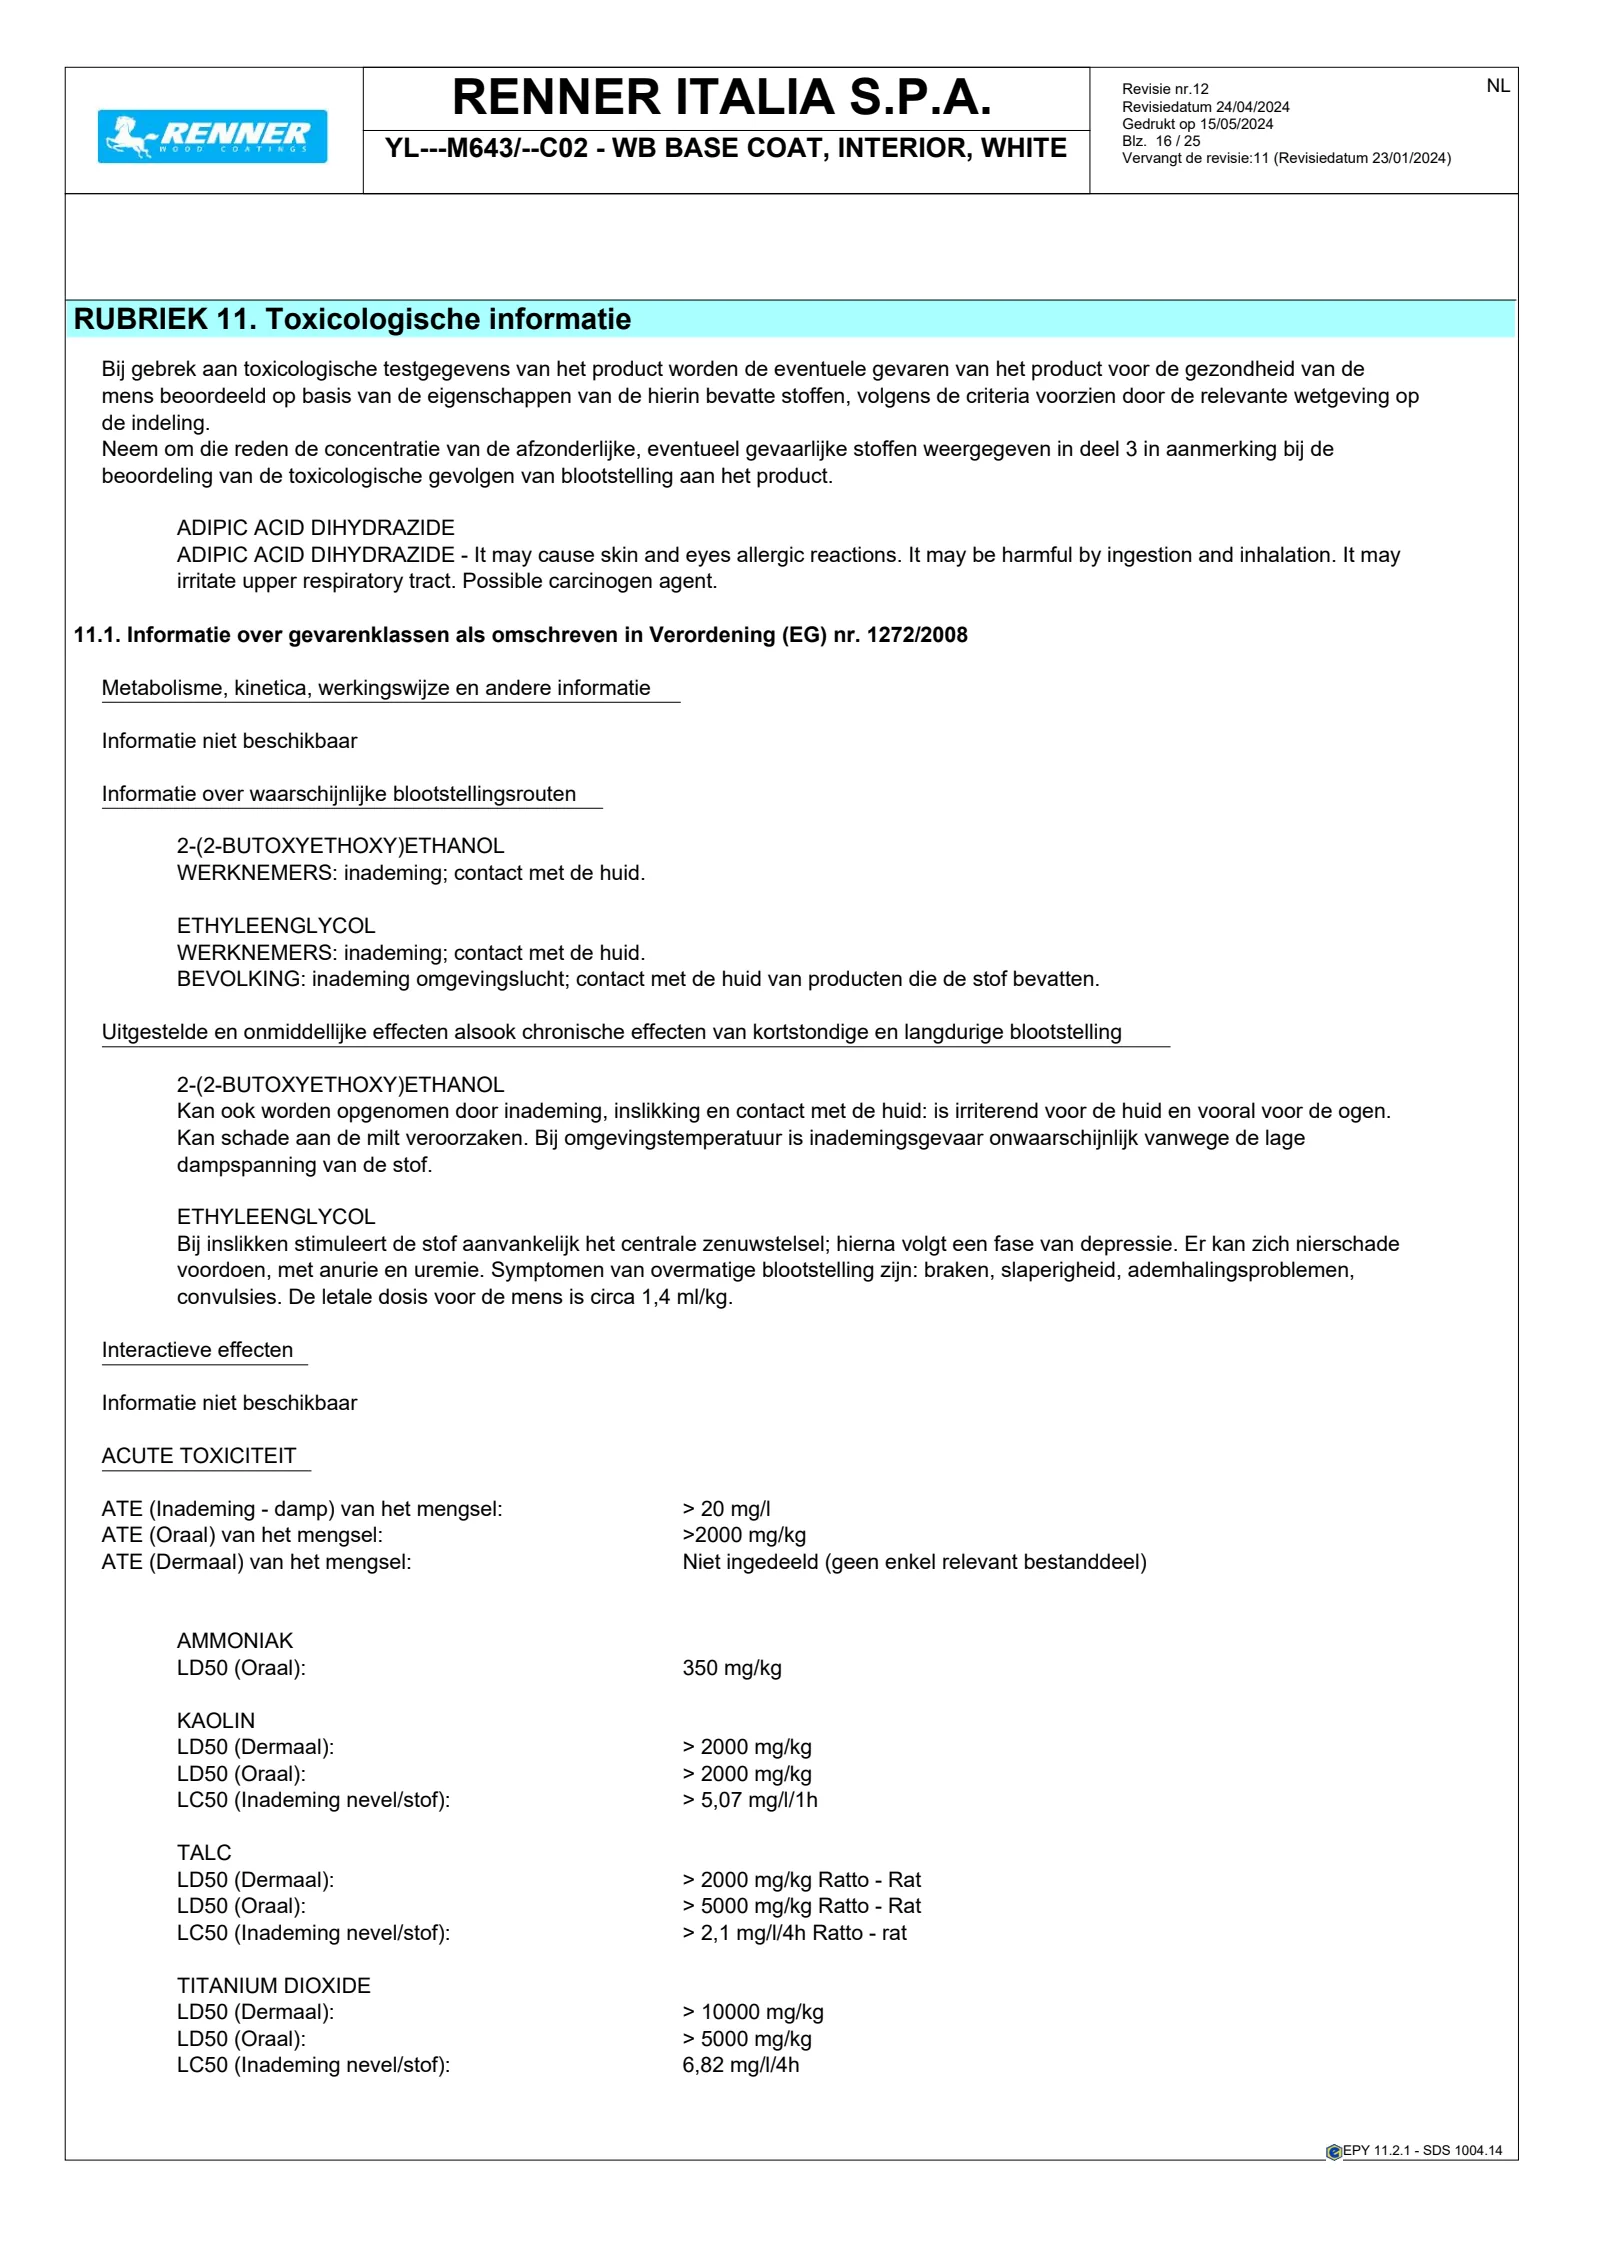 RENNER
WOOD COATINGS
RENNER ITALIA S.P.A.
YL---M643/--C02 - WB BASE COAT, INTERIOR, WHITE
Revisie nr.12
Revisiedatum 24/04/2024
Gedrukt op 15/05/2024
Blz. 16 / 25
Vervangt de revisie:11 (Revisiedatum 23/01/2024)
NL
RUBRIEK 11. Toxicologische informatie
Bij gebrek aan toxicologische testgegevens van het product worden de eventuele gevaren van het product voor de gezondheid van de
mens beoordeeld op basis van de eigenschappen van de hierin bevatte stoffen, volgens de criteria voorzien door de relevante wetgeving op
de indeling.
Neem om die reden de concentratie van de afzonderlijke, eventueel gevaarlijke stoffen weergegeven in deel 3 in aanmerking bij de
beoordeling van de toxicologische gevolgen van blootstelling aan het product.
ADIPIC ACID DIHYDRAZIDE
ADIPIC ACID DIHYDRAZIDE - It may cause skin and eyes allergic reactions. It may be harmful by ingestion and inhalation. It may
irritate upper respiratory tract. Possible carcinogen agent.
11.1. Informatie over gevarenklassen als omschreven in Verordening (EG) nr. 1272/2008
Metabolisme, kinetica, werkingswijze en andere informatie
Informatie niet beschikbaar
Informatie over waarschijnlijke blootstellingsrouten
2-(2-BUTOXYETHOXY)ETHANOL
WERKNEMERS: inademing; contact met de huid.
ETHYLEENGLYCOL
WERKNEMERS: inademing; contact met de huid.
BEVOLKING: inademing omgevingslucht; contact met de huid van producten die de stof bevatten.
Uitgestelde en onmiddellijke effecten alsook chronische effecten van kortstondige en langdurige blootstelling
2-(2-BUTOXYETHOXY)ETHANOL
Kan ook worden opgenomen door inademing, inslikking en contact met de huid: is irriterend voor de huid en vooral voor de ogen.
Kan schade aan de milt veroorzaken. Bij omgevingstemperatuur is inademingsgevaar onwaarschijnlijk vanwege de lage
dampspanning van de stof.
ETHYLEENGLYCOL
Bij inslikken stimuleert de stof aanvankelijk het centrale zenuwstelsel; hierna volgt een fase van depressie. Er kan zich nierschade
voordoen, met anurie en uremie. Symptomen van overmatige blootstelling zijn: braken, slaperigheid, ademhalingsproblemen,
convulsies. De letale dosis voor de mens is circa 1,4 ml/kg.
Interactieve effecten
Informatie niet beschikbaar
ACUTE TOXICITEIT
ATE (Inademing - damp) van het mengsel: > 20 mg/l
ATE (Oraal) van het mengsel: >2000 mg/kg
ATE (Dermaal) van het mengsel: Niet ingedeeld (geen enkel relevant bestanddeel)
AMMONIAK
LD50 (Oraal): 350 mg/kg
KAOLIN
LD50 (Dermaal): > 2000 mg/kg
LD50 (Oraal): > 2000 mg/kg
LC50 (Inademing nevel/stof): > 5,07 mg/l/1h
TALC
LD50 (Dermaal): > 2000 mg/kg Ratto - Rat
LD50 (Oraal): > 5000 mg/kg Ratto - Rat
LC50 (Inademing nevel/stof): > 2,1 mg/l/4h Ratto - rat
TITANIUM DIOXIDE
LD50 (Dermaal): > 10000 mg/kg
LD50 (Oraal): > 5000 mg/kg
LC50 (Inademing nevel/stof): 6,82 mg/l/4h
EPY 11.2.1 - SDS 1004.14